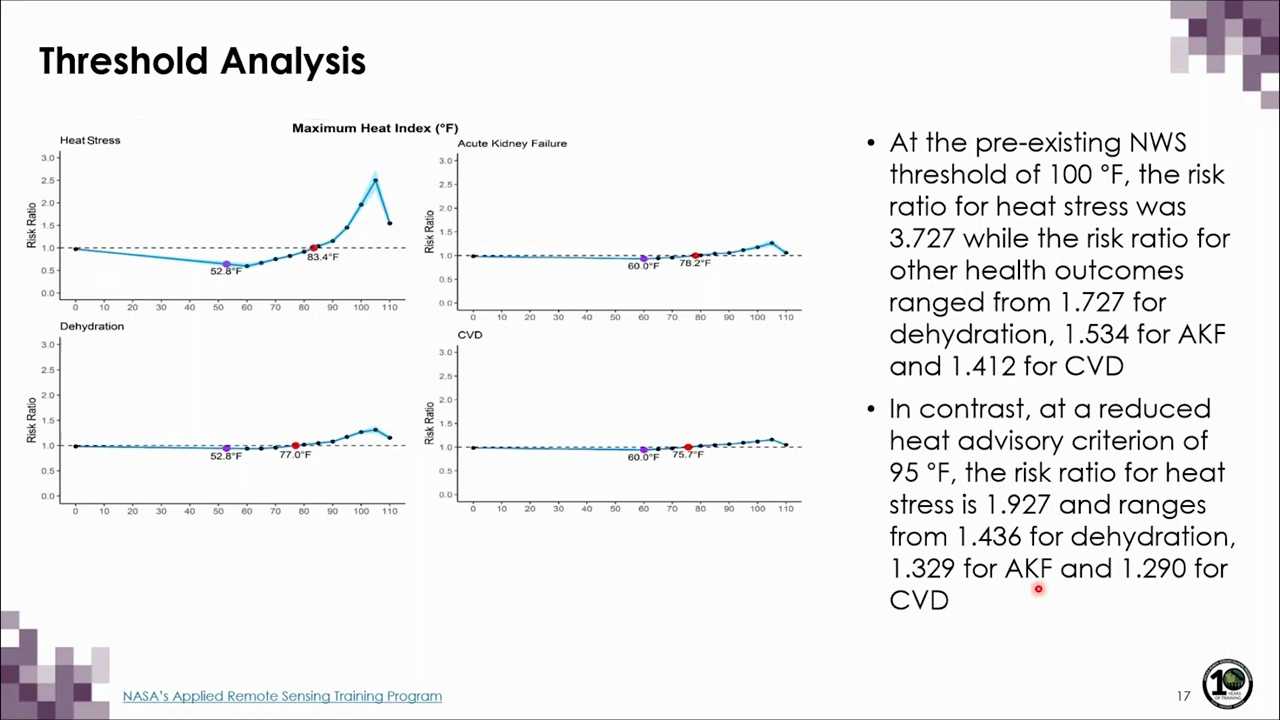 Threshold Analysis
Maximum Heat Index (°F)
Heat Stress
Risk Ratio
3.0
2.5
2.0
1.5
1.0
0.5
0.0
52.8°F
83.4°F
0 10 20 30 40 50 60 70 80 90 100 110
Acute Kidney Failure
Risk Ratio
3.0
2.5
2.0
1.5
1.0
0.5
0.0
60.0°F
78.2°F
0 10 20 30 40 50 60 70 80 90 100 110
Dehydration
Risk Ratio
3.0
2.5
2.0
1.5
1.0
0.5
0.0
52.8°F
77.0°F
0 10 20 30 40 50 60 70 80 90 100 110
CVD
Risk Ratio
3.0
2.5
2.0
1.5
1.0
0.5
0.0
60.0°F
75.7°F
0 10 20 30 40 50 60 70 80 90 100 110
• At the pre-existing NWS
threshold of 100 °F, the risk
ratio for heat stress was
3.727 while the risk ratio for
other health outcomes
ranged from 1.727 for
dehydration, 1.534 for AKF
and 1.412 for CVD
• In contrast, at a reduced
heat advisory criterion of
95 °F, the risk ratio for heat
stress is 1.927 and ranges
from 1.436 for dehydration,
1.329 for AKF and 1.290 for
CVD
NASA's Applied Remote Sensing Training Program
17
10
YEARS
OF TRAINING